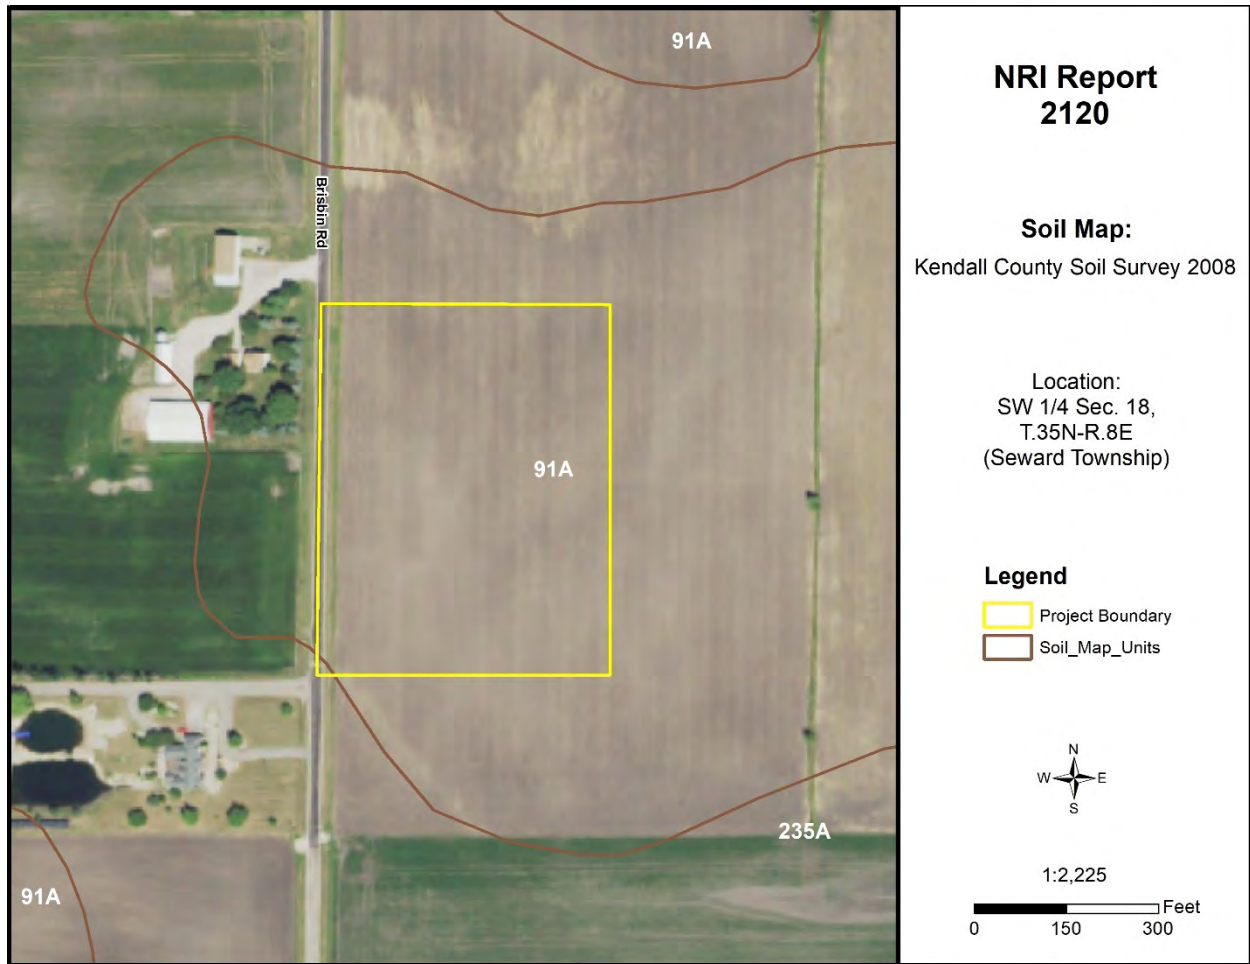 91A
Brisbin Rd
91A
235A
91A
NRI Report
2120
Soil Map:
Kendall County Soil Survey 2008
Location:
SW 1/4 Sec. 18,
T.35N-R.8E
(Seward Township)
Legend
Project Boundary
Soil_Map_Units
N
W E
S
1:2,225
Feet
0 150 300